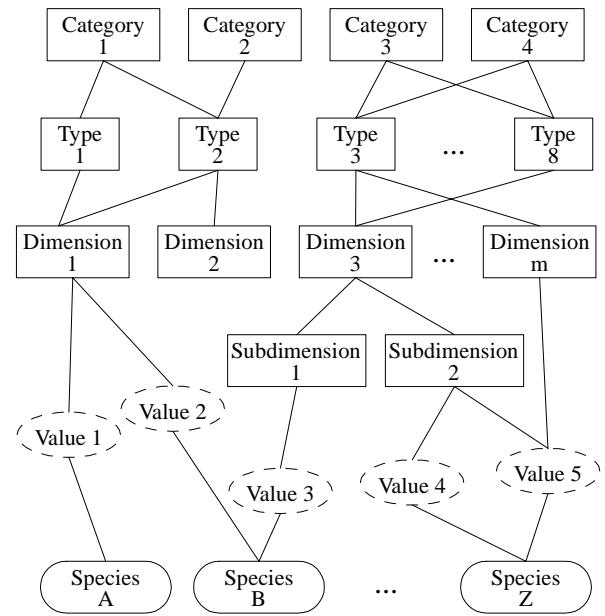 Category
1
Category
2
Category
3
Category
4
Type
1
Type
2
Type
3
...
Type
8
Dimension
1
Dimension
2
Dimension
3
...
Dimension
m
Subdimension
1
Subdimension
2
Value 1
Value 2
Value 3
Value 4
Value 5
Species
A
Species
B
...
Species
Z